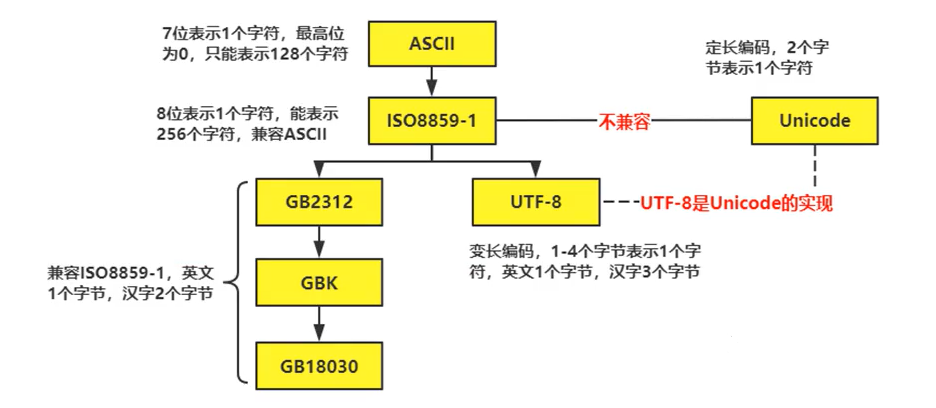 7位表示1个字符，最高位
为0，只能表示128个字符
ASCII
定长编码，2个字
节表示1个字符
8位表示1个字符，能表示
256个字符，兼容ASCII
ISO8859-1
不兼容
Unicode
GB2312
UTF-8
UTF-8是Unicode的实现
变长编码，1-4个字节表示1个字
符，英文1个字节，汉字3个字节
兼容ISO8859-1，英文
1个字节，汉字2个字节
GBK
GB18030